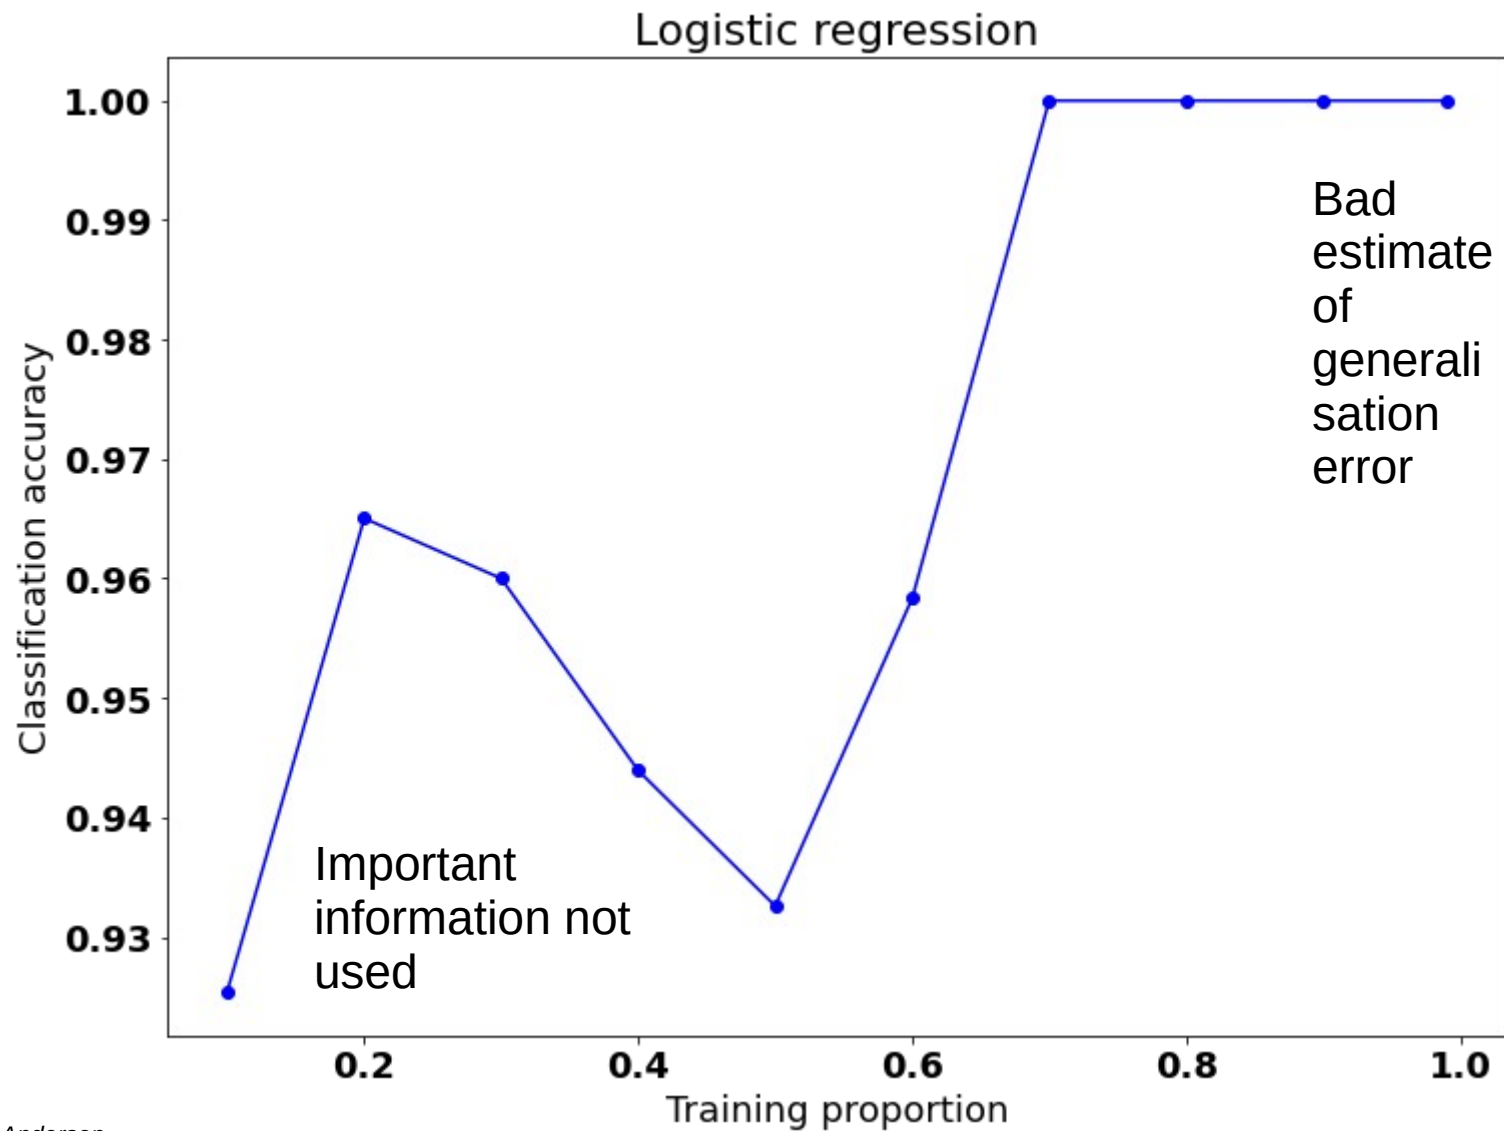 Logistic regression
1.00
0.99
0.98
0.97
0.96
0.95
0.94
0.93
Classification accuracy
Bad
estimate
of
generali
sation
error
Important
information not
used
0.2 0.4 0.6 0.8 1.0
Training proportion